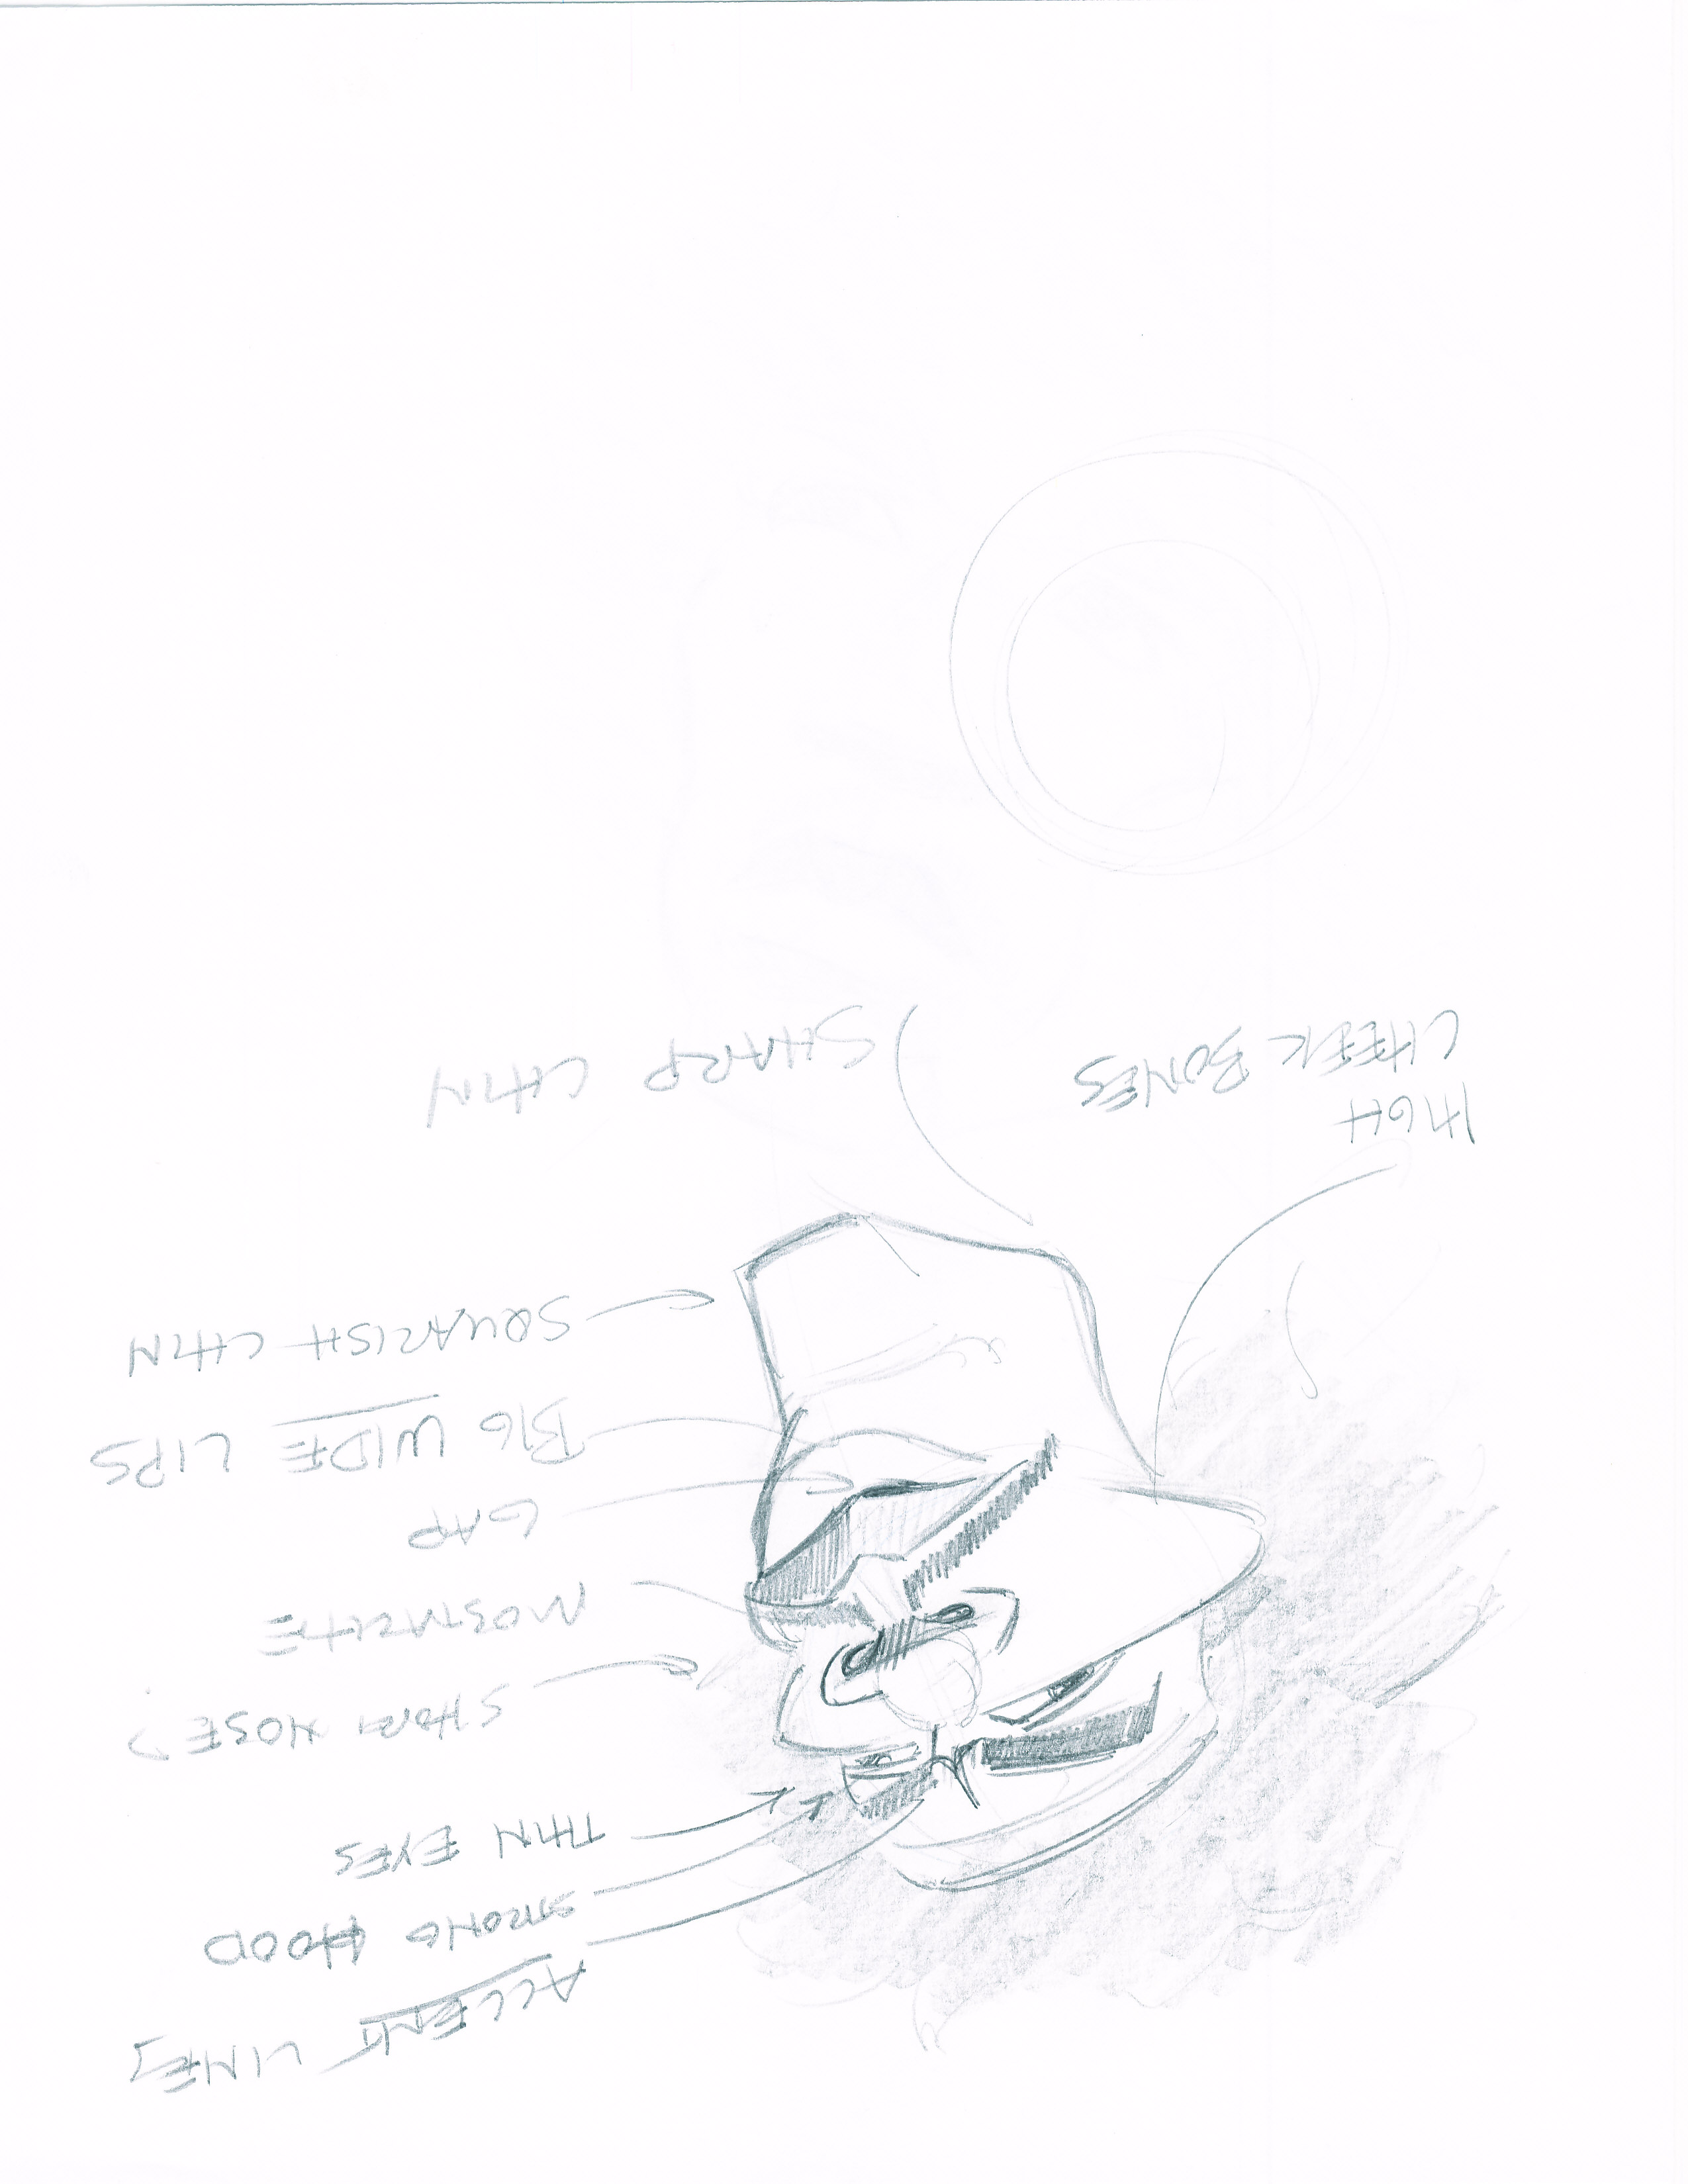 ACCENT LINES
STRONG HOOD
THIN EYES
SHORT NOSE?
MOSTACHE
GAP
BIG WIDE LIPS
SQUARISH CHIN
HIGH
CHEEK BONES
SHARP CHIN